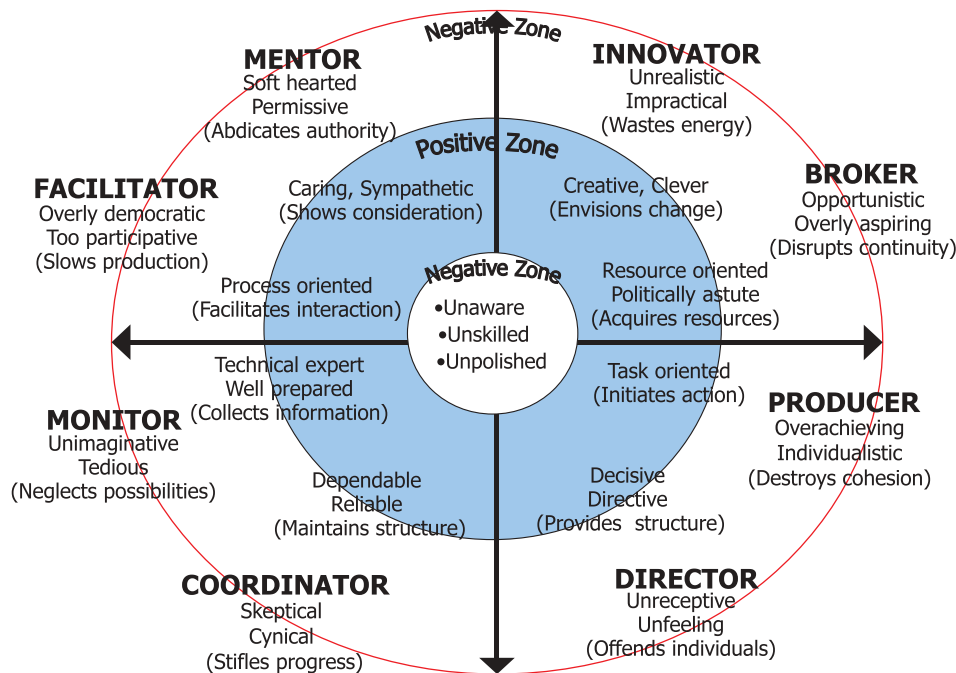 Negative Zone
MENTOR
Soft hearted
Permissive
(Abdicates authority)
INNOVATOR
Unrealistic
Impractical
(Wastes energy)
FACILITATOR
Overly democratic
Too participative
(Slows production)
BROKER
Opportunistic
Overly aspiring
(Disrupts continuity)
Positive Zone
Caring, Sympathetic
(Shows consideration)
Creative, Clever
(Envisions change)
Process oriented
(Facilitates interaction)
Resource oriented
Politically astute
(Acquires resources)
Negative Zone
•Unaware
•Unskilled
•Unpolished
Technical expert
Well prepared
(Collects information)
Task oriented
(Initiates action)
MONITOR
Unimaginative
Tedious
(Neglects possibilities)
PRODUCER
Overachieving
Individualistic
(Destroys cohesion)
Dependable
Reliable
(Maintains structure)
Decisive
Directive
(Provides structure)
COORDINATOR
Skeptical
Cynical
(Stifles progress)
DIRECTOR
Unreceptive
Unfeeling
(Offends individuals)